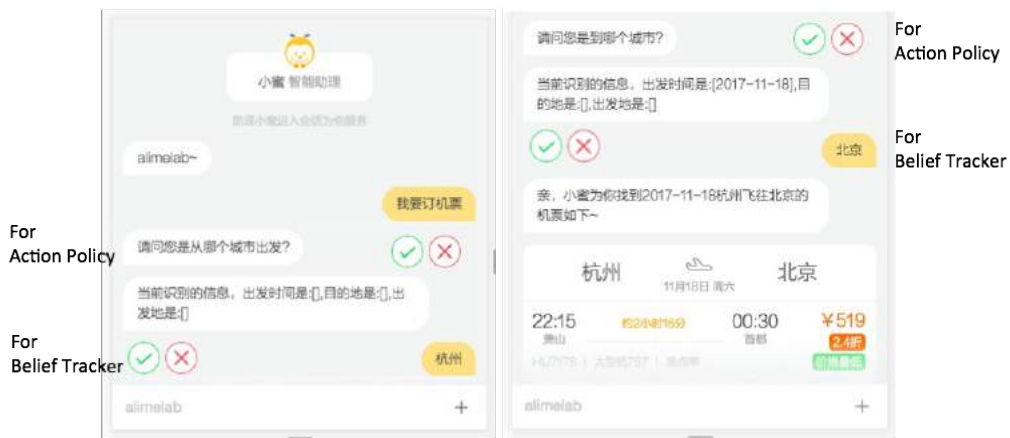 小蜜 智能助理
alimelab~
我要订机票
For
Action Policy
请问您是从哪个城市出发?
当前识别的信息，出发时间是:[],目的地是:[],出
发地是:[]
For
Belief Tracker
杭州
alimelab
+
请问您是到哪个城市?
For
Action Policy
当前识别的信息，出发时间是:[2017-11-18],目
的地是:[],出发地是:[]
For
Belief Tracker
北京
亲，小蜜为你找到2017-11-18杭州飞往北京的
机票如下~
杭州
北京
11月18日 周六
22:15
约2小时16分
00:30
￥519
萧山
首都
2.4折
价格最低
alimelab
+